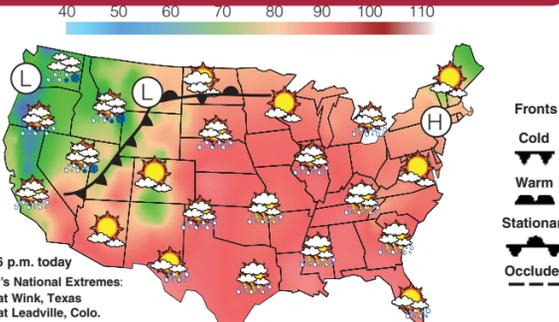 40 50 60 70 80 90 100 110
L
L
H
Fronts
Cold
Warm
Stationar
Occlude
6 p.m. today
's National Extremes:
at Wink, Texas
at Leadville, Colo.